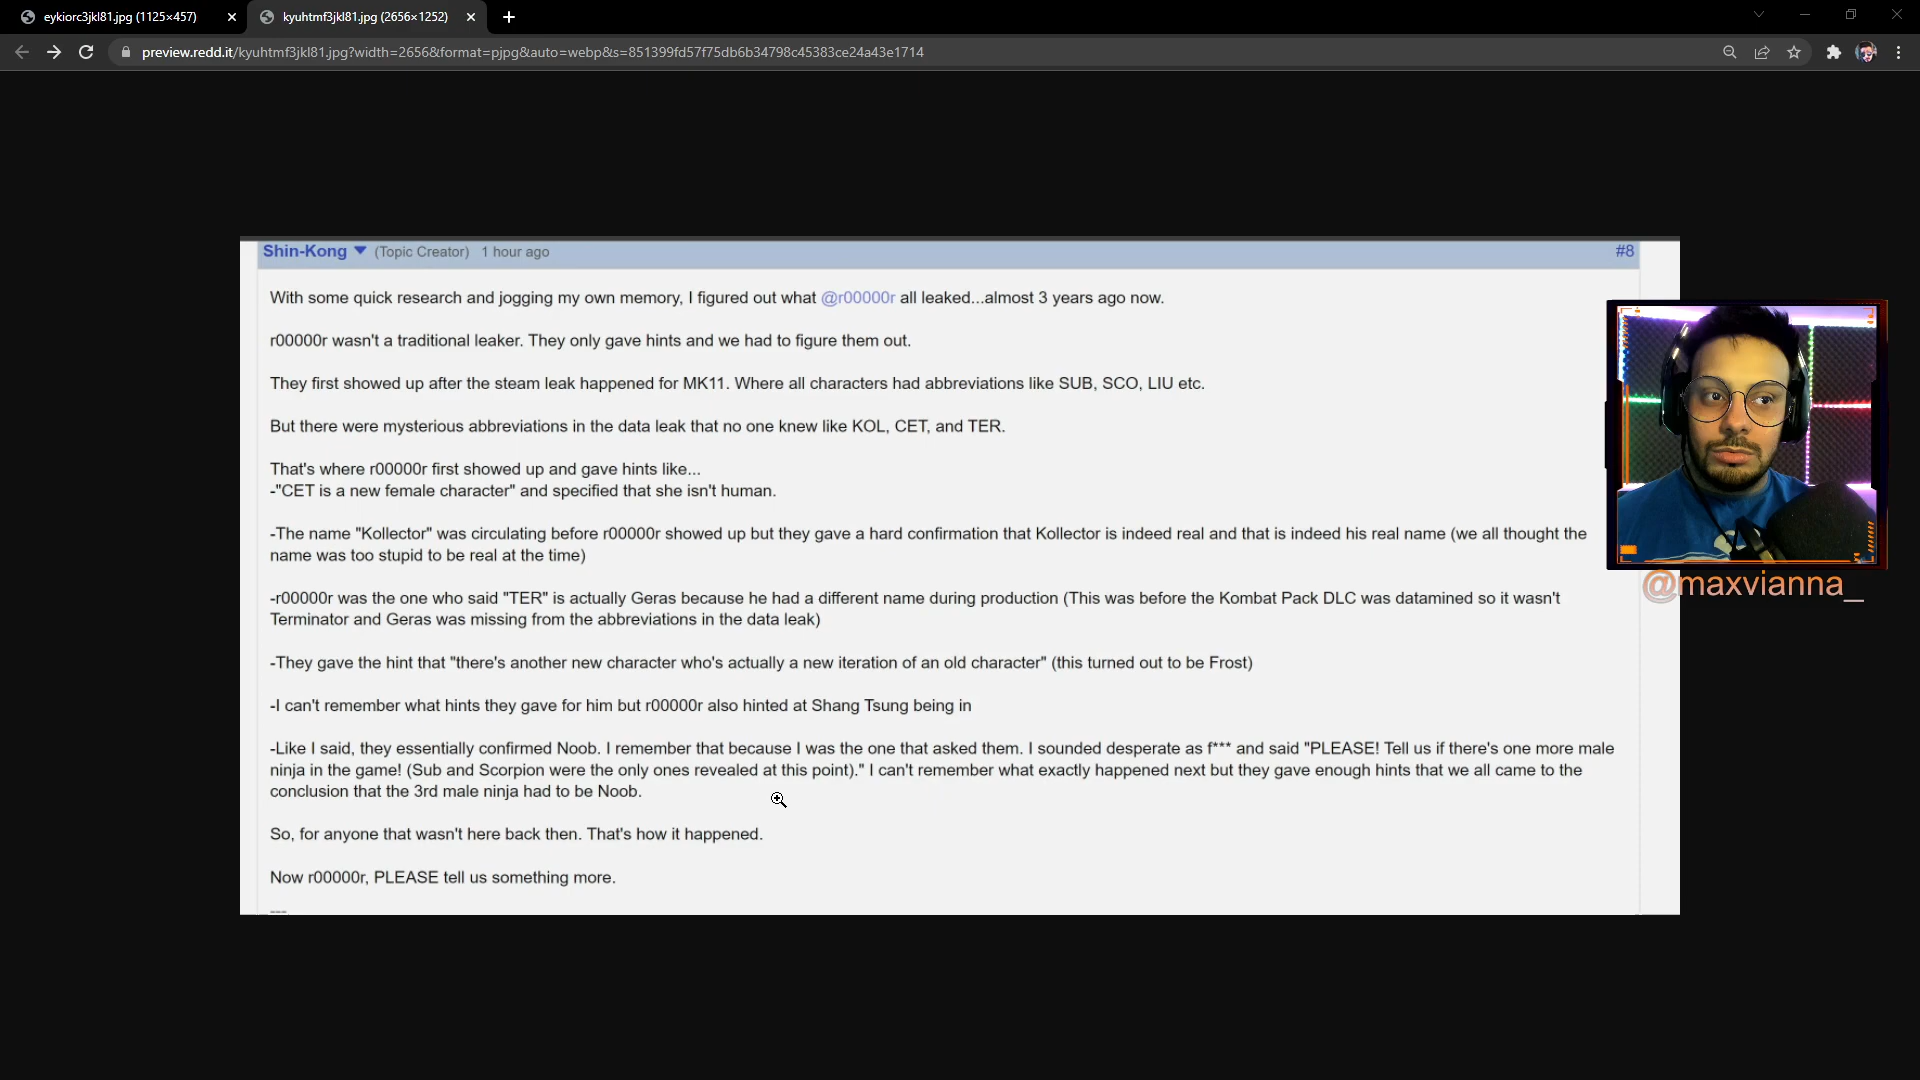 eykiorc3jkl81.jpg (1125×457)
kyuhtmf3jkl81.jpg (2656×1252)
preview.redd.it/kyuhtmf3jkl81.jpg?width=2656&format=pjpg&auto=webp&s=851399fd57f75db6b34798c45383ce24a43e1714
Shin-Kong (Topic Creator) 1 hour ago #8
With some quick research and jogging my own memory, I figured out what @r00000r all leaked...almost 3 years ago now.
r00000r wasn't a traditional leaker. They only gave hints and we had to figure them out.
They first showed up after the steam leak happened for MK11. Where all characters had abbreviations like SUB, SCO, LIU etc.
But there were mysterious abbreviations in the data leak that no one knew like KOL, CET, and TER.
That's where r00000r first showed up and gave hints like...
-"CET is a new female character" and specified that she isn't human.
-The name "Kollector" was circulating before r00000r showed up but they gave a hard confirmation that Kollector is indeed real and that is indeed his real name (we all thought the
name was too stupid to be real at the time)
-r00000r was the one who said "TER" is actually Geras because he had a different name during production (This was before the Kombat Pack DLC was datamined so it wasn't
Terminator and Geras was missing from the abbreviations in the data leak)
-They gave the hint that "there's another new character who's actually a new iteration of an old character" (this turned out to be Frost)
-I can't remember what hints they gave for him but r00000r also hinted at Shang Tsung being in
-Like I said, they essentially confirmed Noob. I remember that because I was the one that asked them. I sounded desperate as f*** and said "PLEASE! Tell us if there's one more male
ninja in the game! (Sub and Scorpion were the only ones revealed at this point)." I can't remember what exactly happened next but they gave enough hints that we all came to the
conclusion that the 3rd male ninja had to be Noob.
So, for anyone that wasn't here back then. That's how it happened.
Now r00000r, PLEASE tell us something more.
@maxvianna_